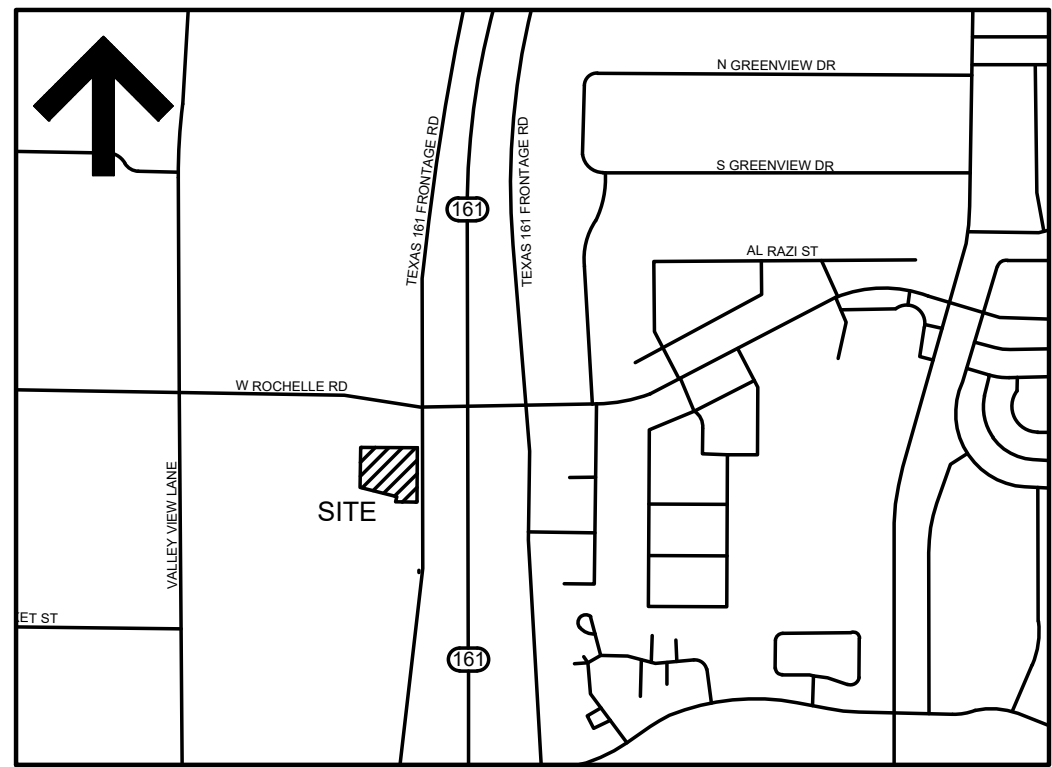 N GREENVIEW DR
TEXAS 161 FRONTAGE RD
TEXAS 161 FRONTAGE RD
S GREENVIEW DR
161
AL RAZI ST
W ROCHELLE RD
VALLEY VIEW LANE
SITE
KET ST
161